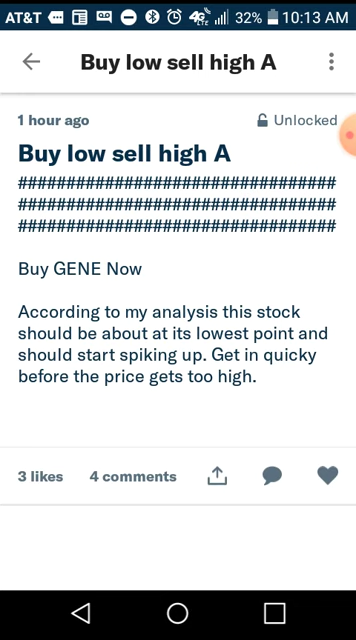 AT&T 4G LTE 32% 10:13 AM
Buy low sell high A
1 hour ago Unlocked
Buy low sell high A
#################################
#################################
#################################
Buy GENE Now
According to my analysis this stock
should be about at its lowest point and
should start spiking up. Get in quicky
before the price gets too high.
3 likes 4 comments